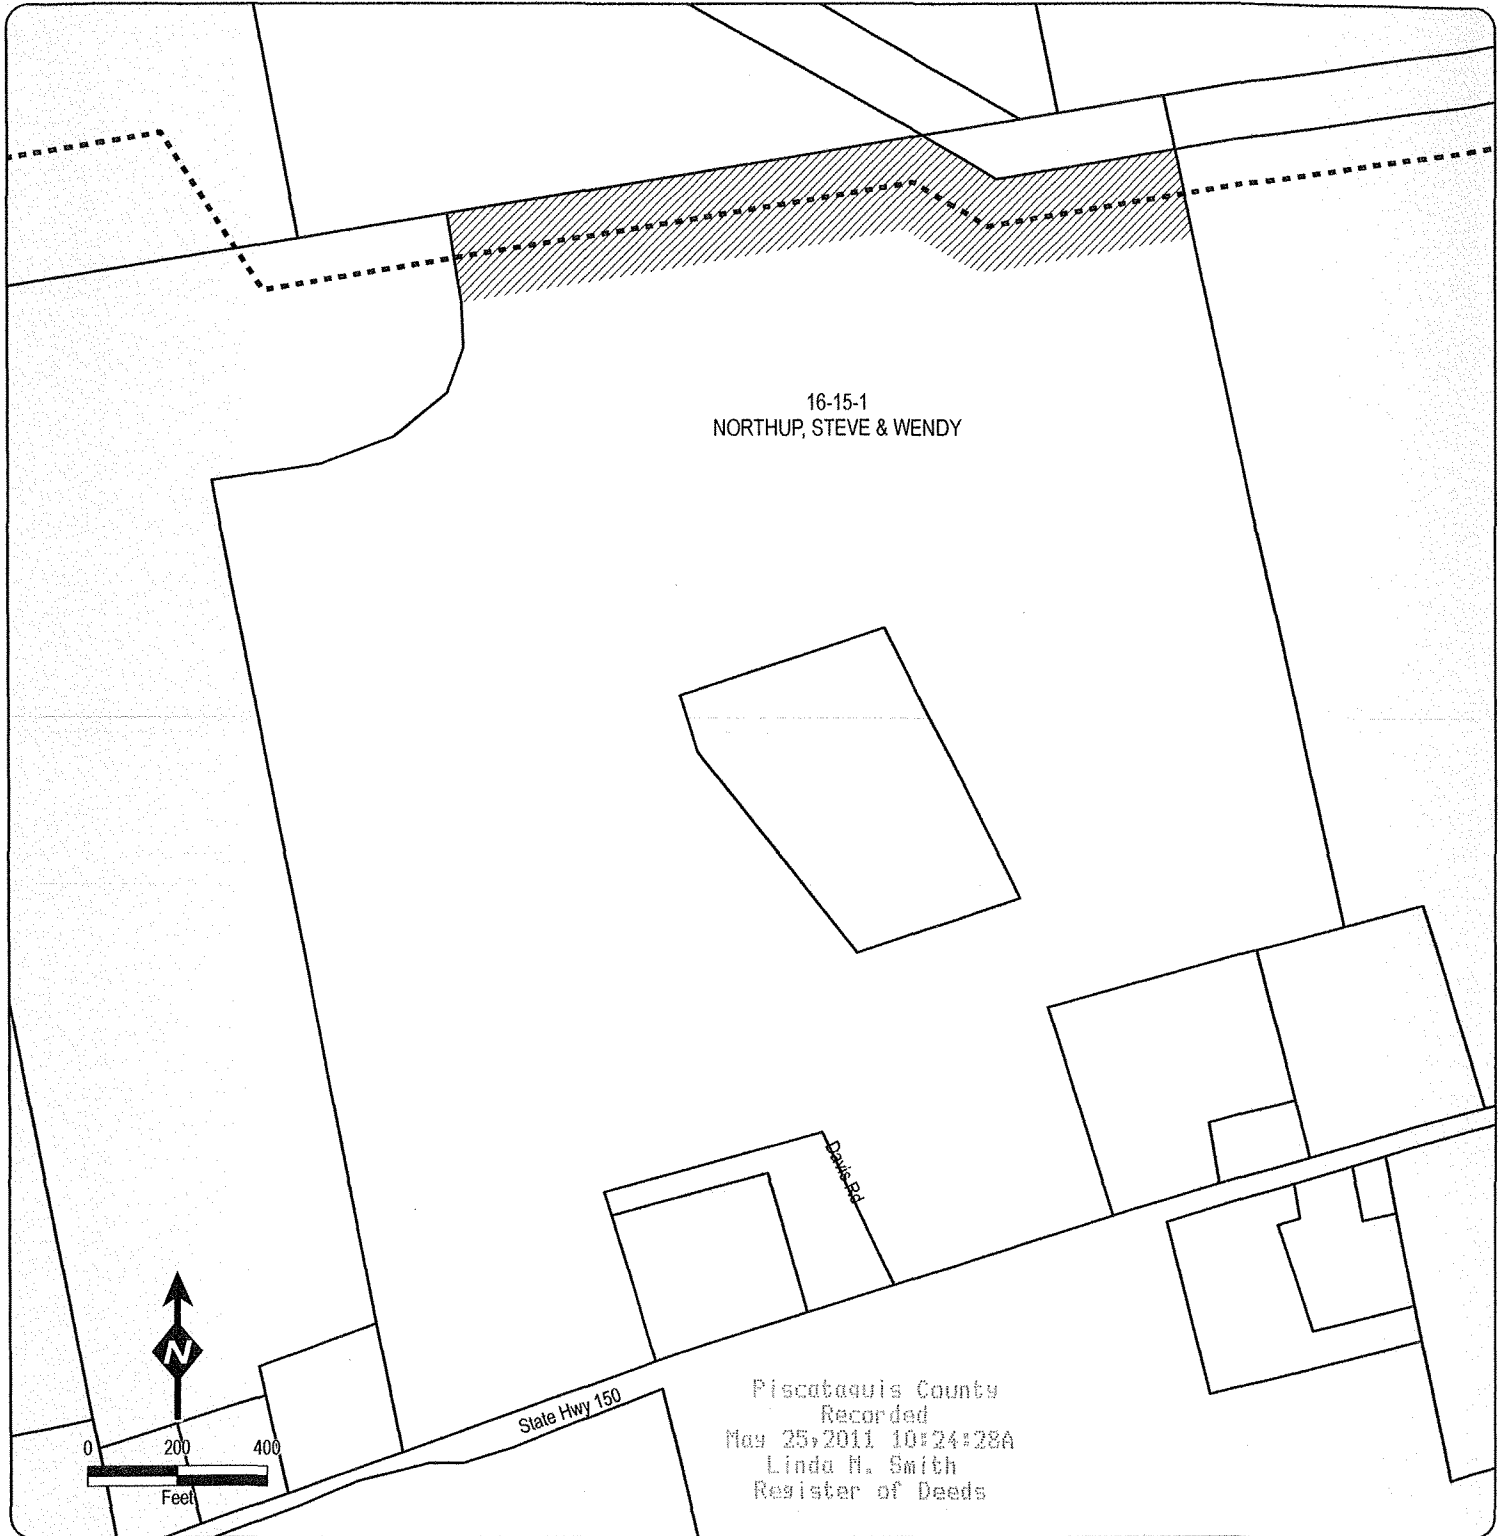 16-15-1
NORTHUP, STEVE & WENDY
Davis Rd
N
State Hwy 150
0 200 400
Feet
Piscataquis County
Recorded
May 25,2011 10:24:28A
Linda M. Smith
Register of Deeds